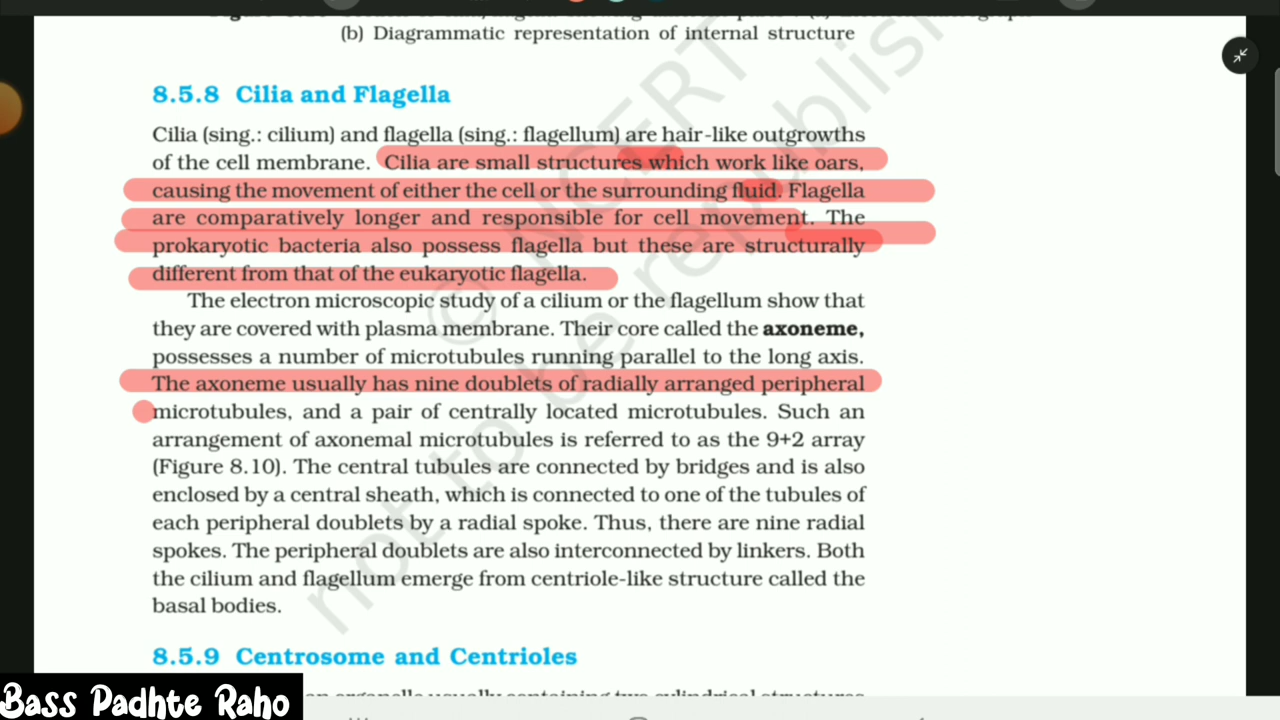 (b) Diagrammatic representation of internal structure
8.5.8 Cilia and Flagella
Cilia (sing.: cilium) and flagella (sing.: flagellum) are hair-like outgrowths
of the cell membrane. Cilia are small structures which work like oars,
causing the movement of either the cell or the surrounding fluid. Flagella
are comparatively longer and responsible for cell movement. The
prokaryotic bacteria also possess flagella but these are structurally
different from that of the eukaryotic flagella.
The electron microscopic study of a cilium or the flagellum show that
they are covered with plasma membrane. Their core called the axoneme,
possesses a number of microtubules running parallel to the long axis.
The axoneme usually has nine doublets of radially arranged peripheral
microtubules, and a pair of centrally located microtubules. Such an
arrangement of axonemal microtubules is referred to as the 9+2 array
(Figure 8.10). The central tubules are connected by bridges and is also
enclosed by a central sheath, which is connected to one of the tubules of
each peripheral doublets by a radial spoke. Thus, there are nine radial
spokes. The peripheral doublets are also interconnected by linkers. Both
the cilium and flagellum emerge from centriole-like structure called the
basal bodies.
8.5.9 Centrosome and Centrioles
© NCERT
not to be republis
Bass Padhte Raho